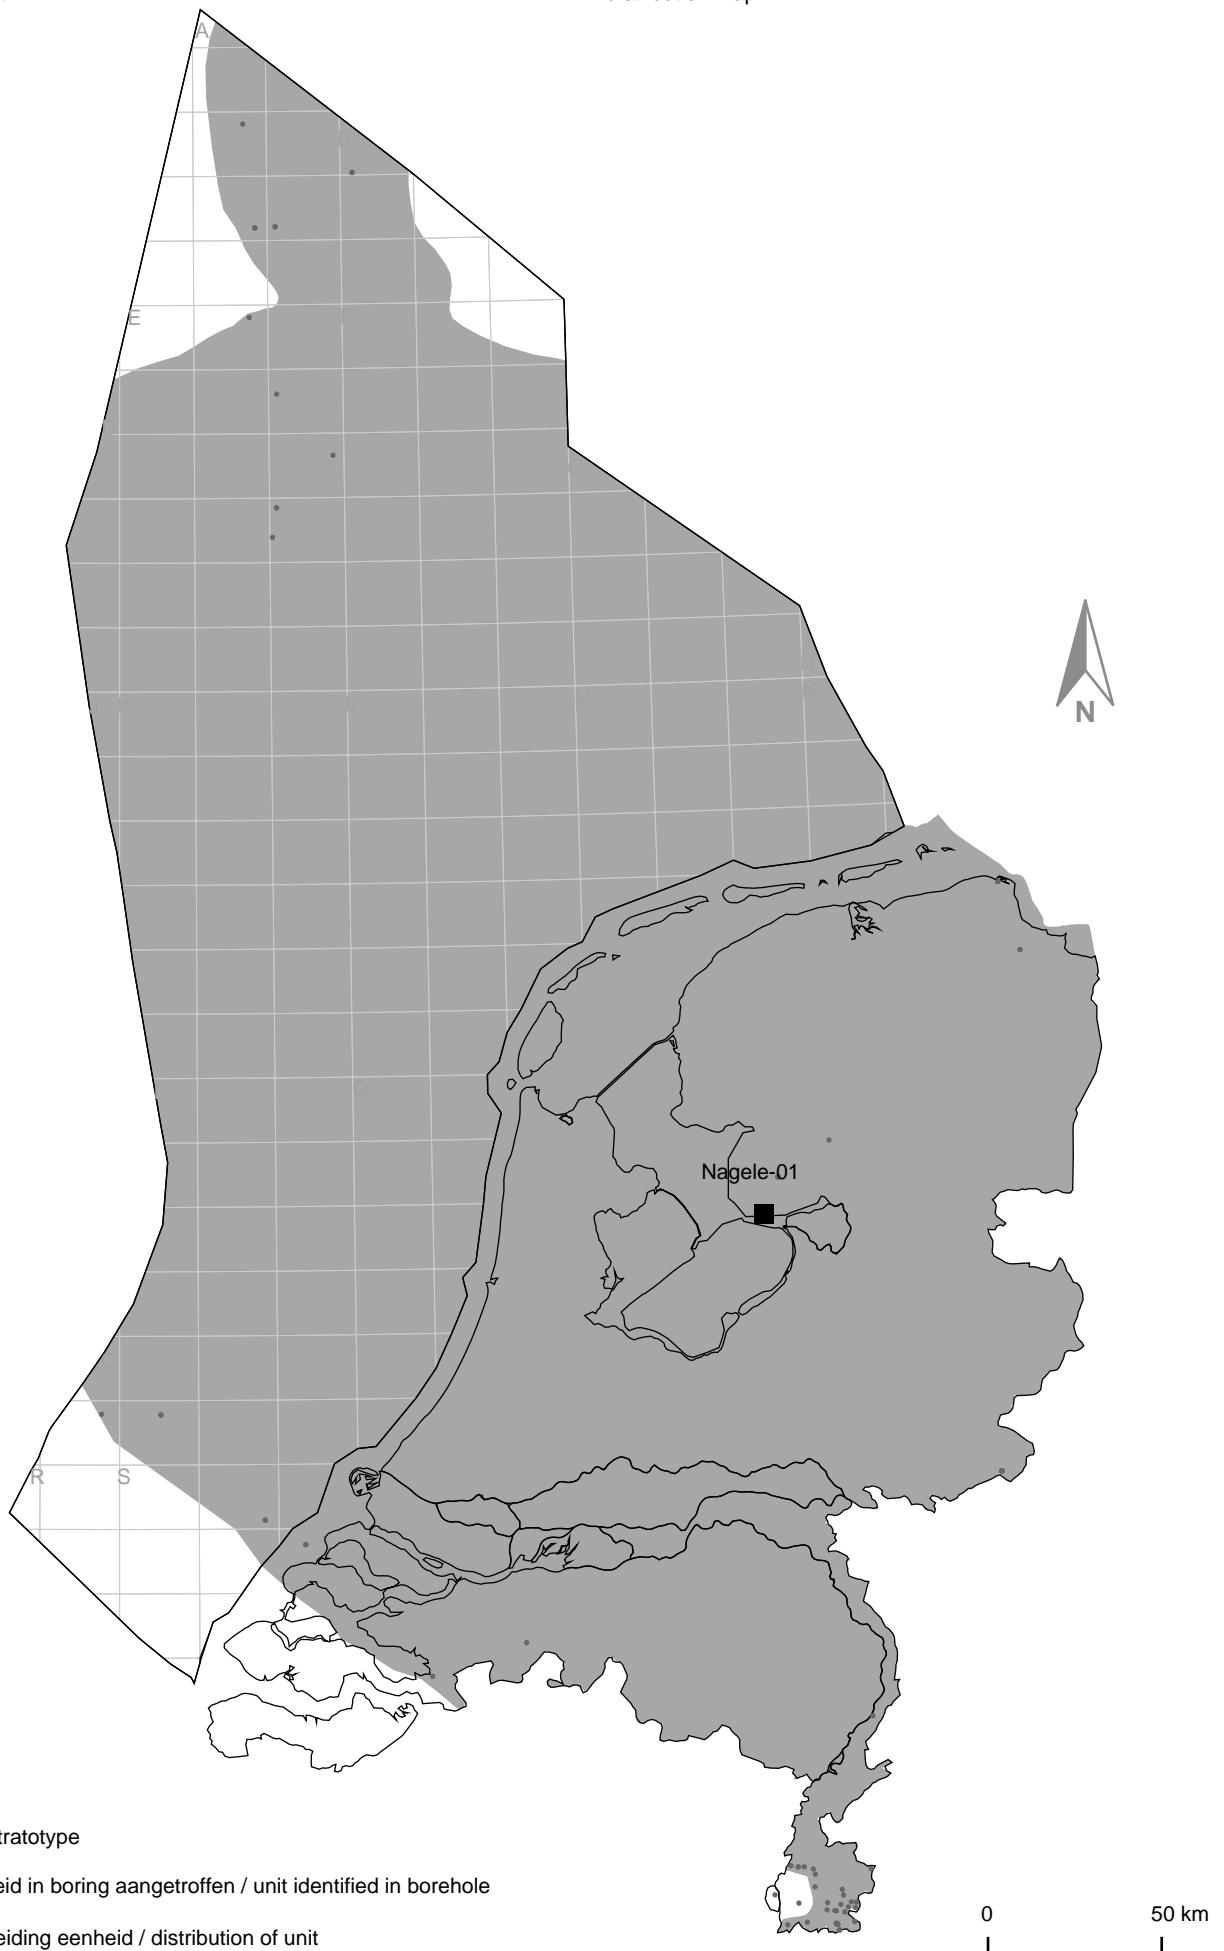 A
E
F
G
K
L
M
H
N
N
Q
Nagele-01
R
S
tratotype
eid in boring aangetroffen / unit identified in borehole
0
50 km
eiding eenheid / distribution of unit